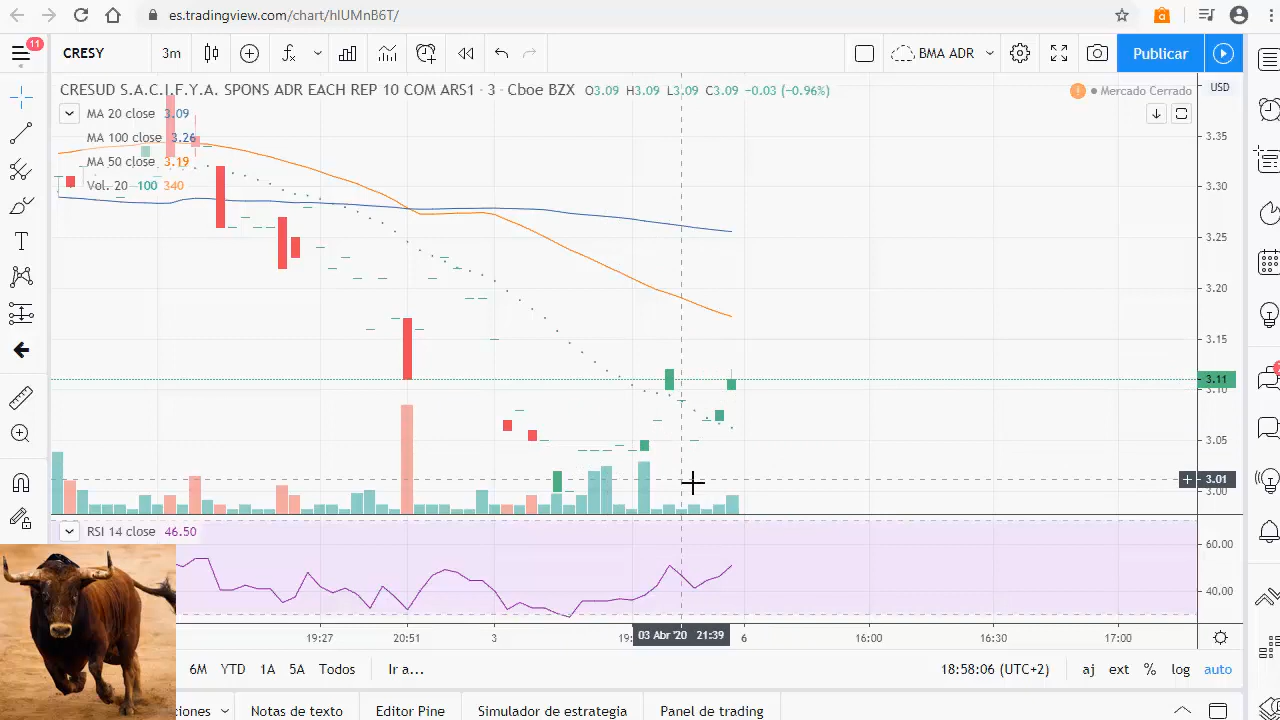 es.tradingview.com/chart/hlUMnB6T/
11
CRESY 3m BMA ADR Publicar
CRESUD S.A.C.I.F.Y.A. SPONS ADR EACH REP 10 COM ARS1 · 3 · Cboe BZX O3.09 H3.09 L3.09 C3.09 −0.03 (−0.96%) Mercado Cerrado USD
MA 20 close 3.09
MA 100 close 3.26
MA 50 close 3.19
Vol. 20 100 340
3.35
3.30
3.25
3.20
3.15
3.11
3.10
3.05
3.01
3.00
RSI 14 close 46.50
60.00
40.00
19:27 20:51 3 19: 03 Abr '20 21:39 6 16:00 16:30 17:00
6M YTD 1A 5A Todos Ir a... 18:58:06 (UTC+2) aj ext % log auto
ciones Notas de texto Editor Pine Simulador de estrategia Panel de trading